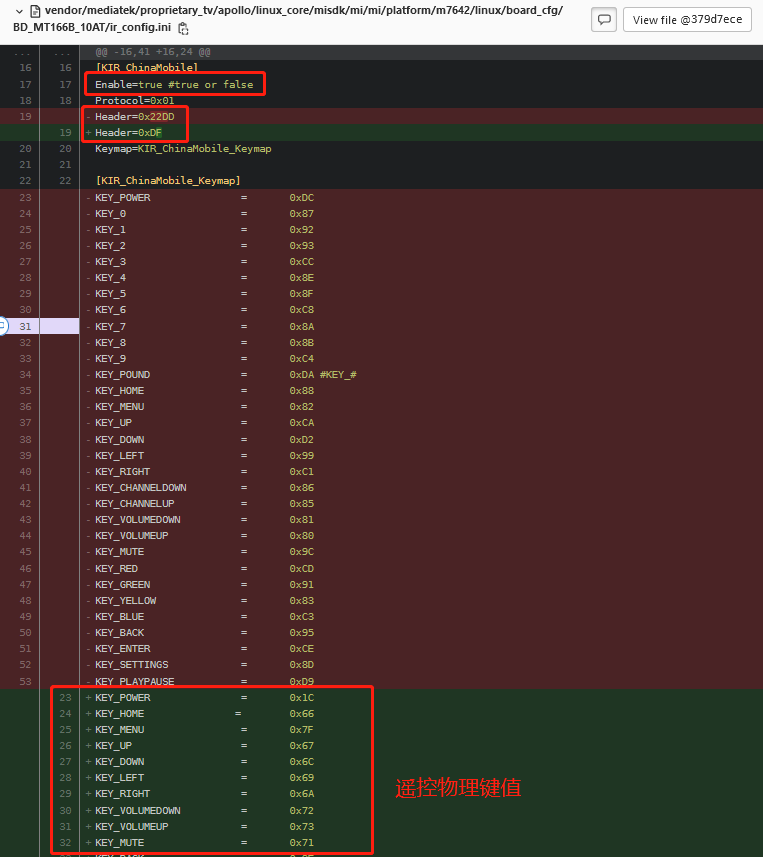 vendor/mediatek/proprietary_tv/apollo/linux_core/misdk/mi/mi/platform/m7642/linux/board_cfg/
BD_MT166B_10AT/ir_config.ini
View file @379d7ece
... ... @@ -16,41 +16,24 @@
16 16 [KIR_ChinaMobile]
17 17 Enable=true #true or false
18 18 Protocol=0x01
19 - Header=0x22DD
19 + Header=0xDF
20 20 Keymap=KIR_ChinaMobile_Keymap
21 21
22 22 [KIR_ChinaMobile_Keymap]
23 - KEY_POWER = 0xDC
24 - KEY_0 = 0x87
25 - KEY_1 = 0x92
26 - KEY_2 = 0x93
27 - KEY_3 = 0xCC
28 - KEY_4 = 0x8E
29 - KEY_5 = 0x8F
30 - KEY_6 = 0xC8
31 - KEY_7 = 0x8A
32 - KEY_8 = 0x8B
33 - KEY_9 = 0xC4
34 - KEY_POUND = 0xDA #KEY_#
35 - KEY_HOME = 0x88
36 - KEY_MENU = 0x82
37 - KEY_UP = 0xCA
38 - KEY_DOWN = 0xD2
39 - KEY_LEFT = 0x99
40 - KEY_RIGHT = 0xC1
41 - KEY_CHANNELDOWN = 0x86
42 - KEY_CHANNELUP = 0x85
43 - KEY_VOLUMEDOWN = 0x81
44 - KEY_VOLUMEUP = 0x80
45 - KEY_MUTE = 0x9C
46 - KEY_RED = 0xCD
47 - KEY_GREEN = 0x91
48 - KEY_YELLOW = 0x83
49 - KEY_BLUE = 0xC3
50 - KEY_BACK = 0x95
51 - KEY_ENTER = 0xCE
52 - KEY_SETTINGS = 0x8D
53 - KEY_PLAYPAUSE = 0xD9
23 + KEY_POWER = 0x1C
24 + KEY_HOME = 0x66
25 + KEY_MENU = 0x7F
26 + KEY_UP = 0x67
27 + KEY_DOWN = 0x6C
28 + KEY_LEFT = 0x69
29 + KEY_RIGHT = 0x6A
遥控物理键值
30 + KEY_VOLUMEDOWN = 0x72
31 + KEY_VOLUMEUP = 0x73
32 + KEY_MUTE = 0x71